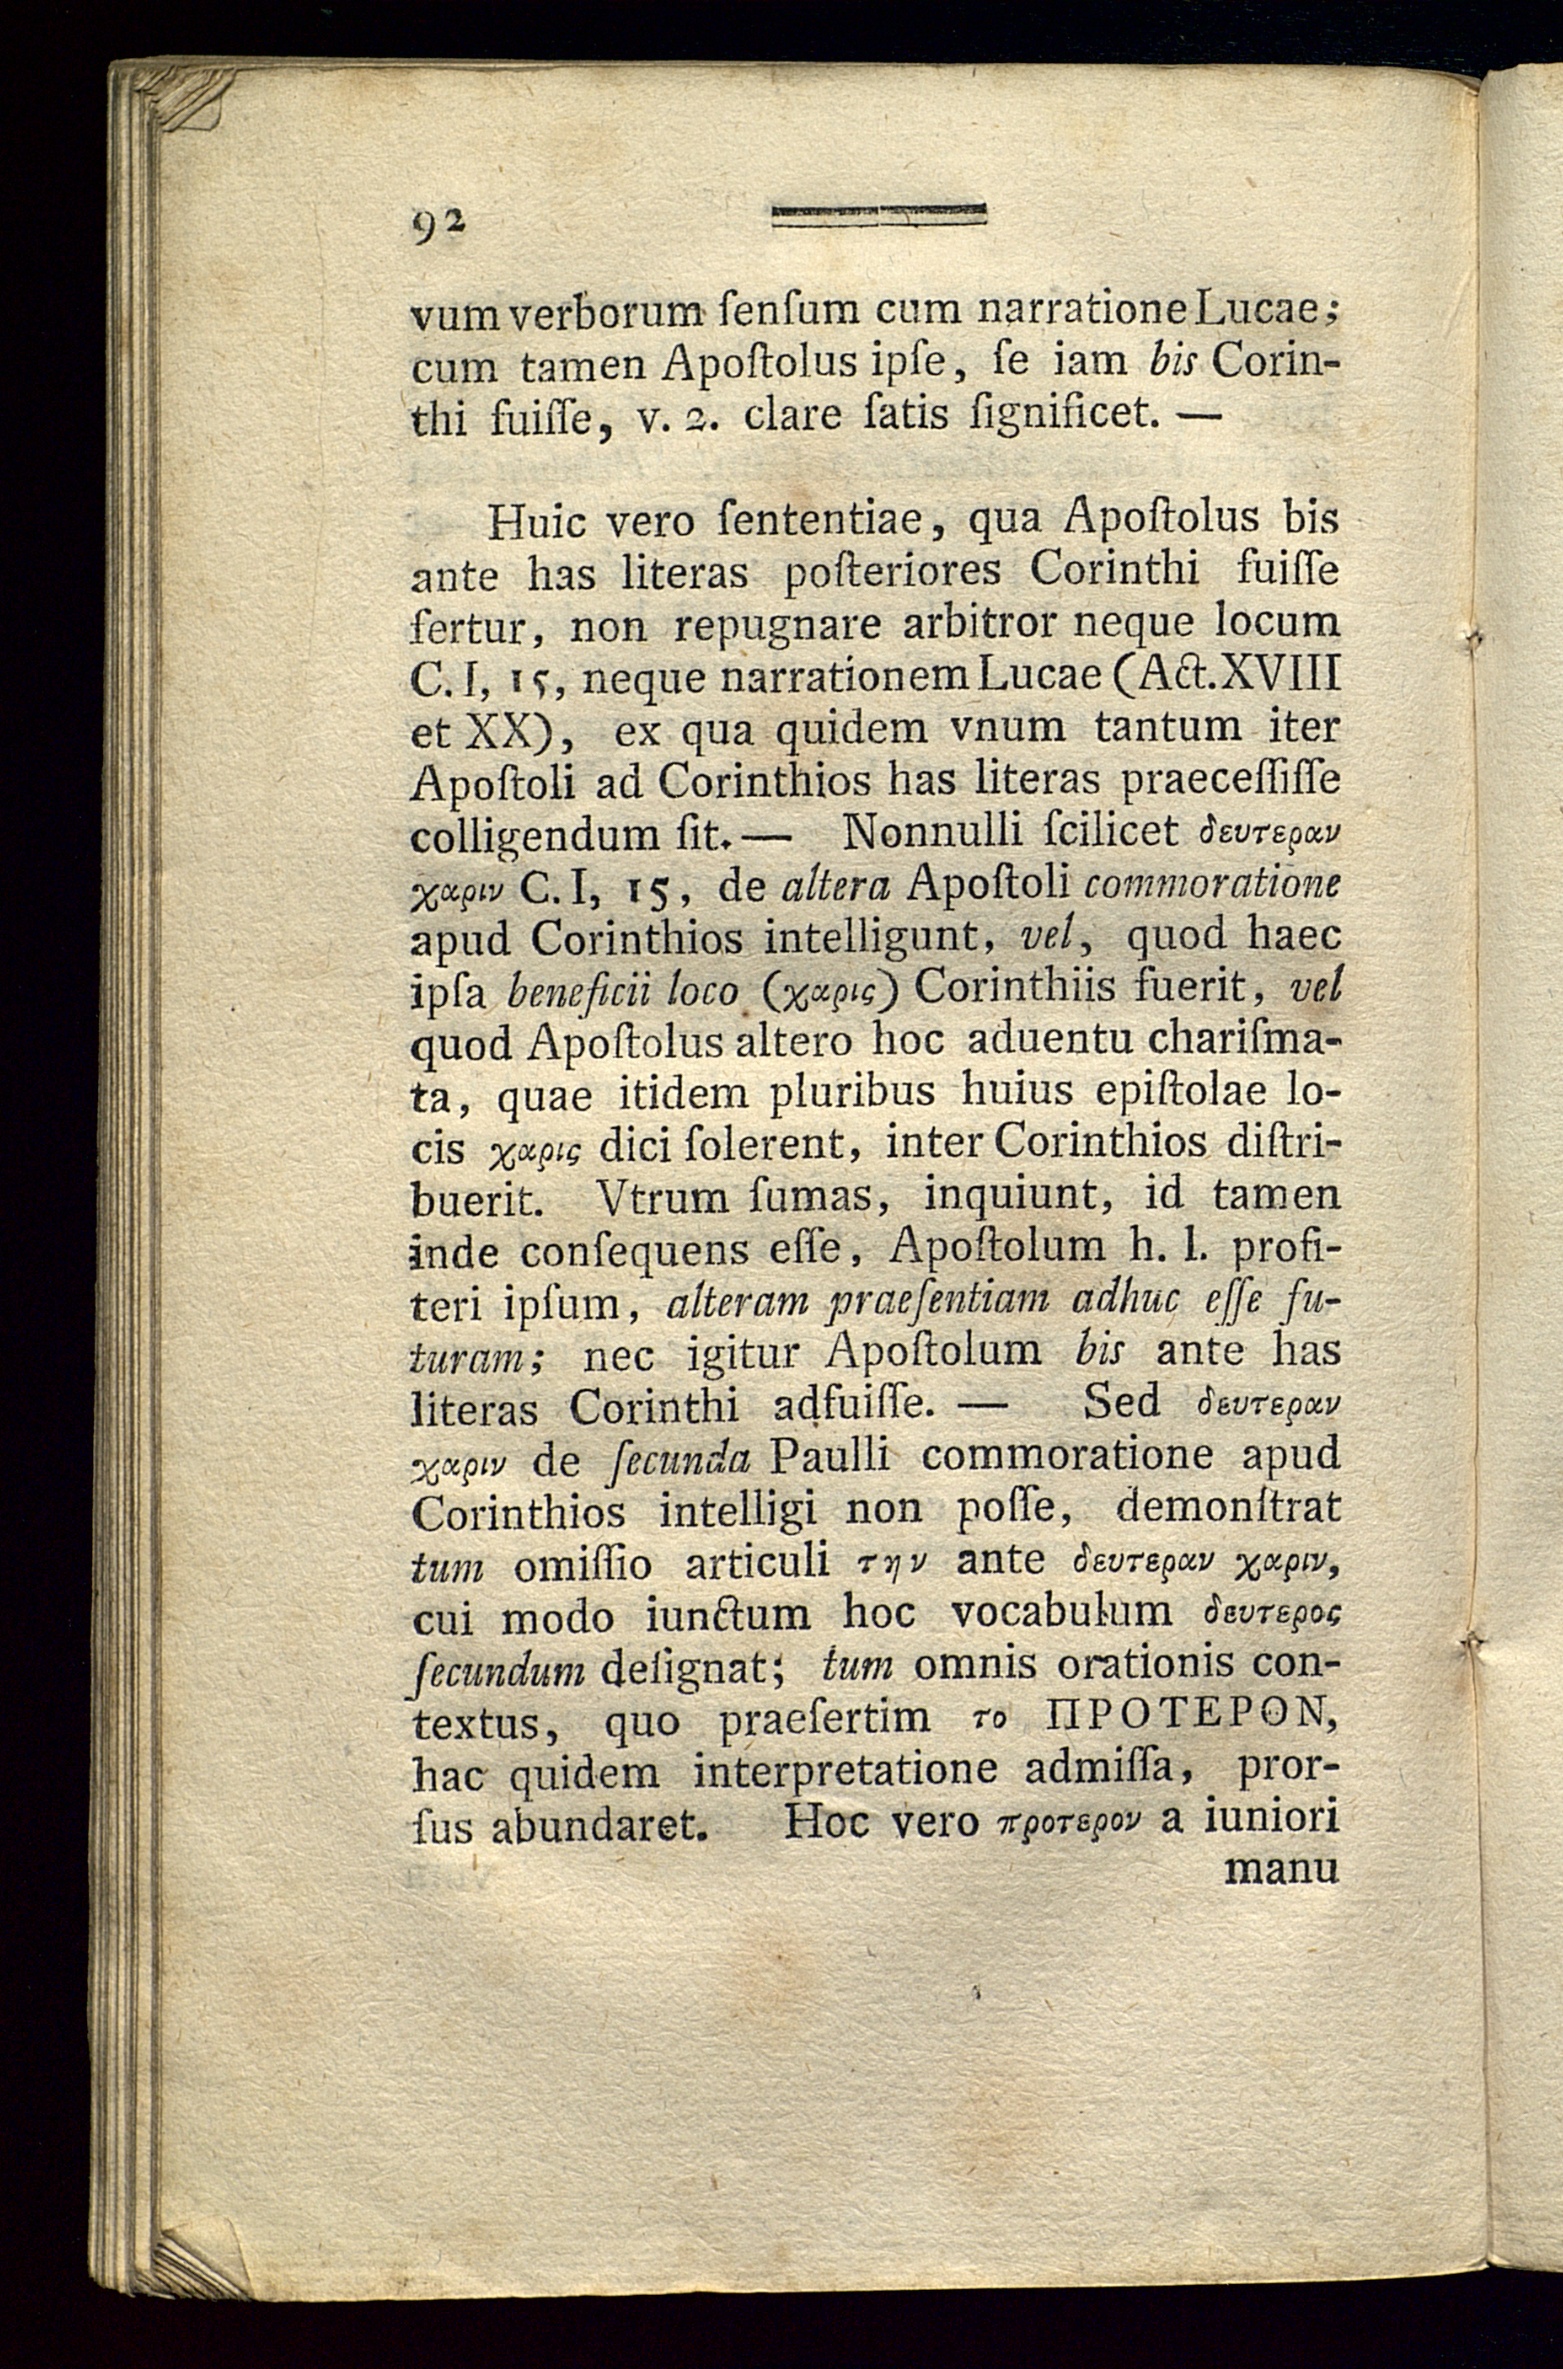 92
vum verborum ſenſum cum narratione Lucae;
cum tamen Apoſtolus ipſe, ſe iam bis Corin-
thi fuiſſe, v. 2. clare ſatis ſignificet. —
Huic vero ſententiae, qua Apoſtolus bis
ante has literas poſteriores Corinthi fuiſſe
fertur, non repugnare arbitror neque locum
C. I, 15, neque narrationem Lucae (Act. XVIII
et XX), ex qua quidem vnum tantum iter
Apoſtoli ad Corinthios has literas praeceſſiſſe
colligendum ſit. — Nonnulli ſcilicet δευτεραν
χαριν C. I, 15, de altera Apoſtoli commoratione
apud Corinthios intelligunt, vel, quod haec
ipſa beneficii loco (χαρις) Corinthiis fuerit, vel
quod Apoſtolus altero hoc aduentu chariſma-
ta, quae itidem pluribus huius epiſtolae lo-
cis χαρις dici ſolerent, inter Corinthios diſtri-
buerit. Vtrum ſumas, inquiunt, id tamen
inde conſequens eſſe, Apoſtolum h. l. profi-
teri ipſum, alteram praeſentiam adhuc eſſe fu-
turam; nec igitur Apoſtolum bis ante has
literas Corinthi adfuiſſe. — Sed δευτεραν
χαριν de ſecunda Paulli commoratione apud
Corinthios intelligi non poſſe, demonſtrat
tum omiſſio articuli την ante δευτεραν χαριν,
cui modo iunctum hoc vocabulum δευτερος
ſecundum deſignat; tum omnis orationis con-
textus, quo praeſertim το ΠΡΟΤΕΡΟΝ,
hac quidem interpretatione admiſſa, pror-
ſus abundaret. Hoc vero προτερον a iuniori
manu